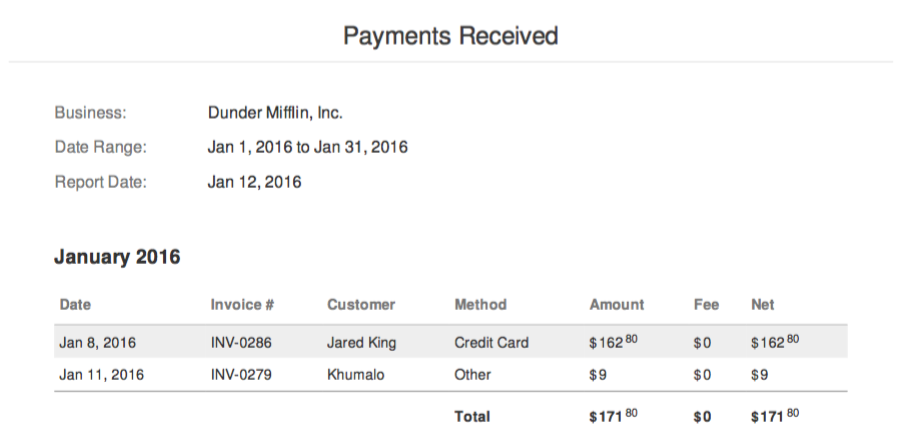 Payments Received
Business: Dunder Mifflin, Inc.
Date Range: Jan 1, 2016 to Jan 31, 2016
Report Date: Jan 12, 2016
January 2016
Date Invoice # Customer Method Amount Fee Net
Jan 8, 2016 INV-0286 Jared King Credit Card $162 80 $0 $162 80
Jan 11, 2016 INV-0279 Khumalo Other $9 $0 $9
Total $171 80 $0 $171 80